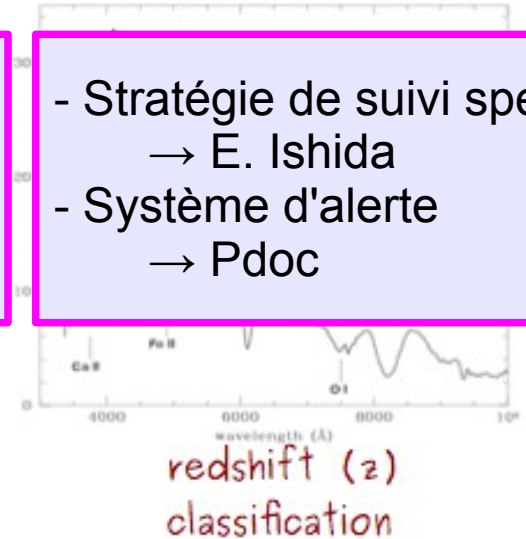 - Stratégie de suivi
→ E. Ishida
- Système d'alerte
→ Pdoc
30
20
10
0
Ca II
Fe II
O I
4000
6000
8000
wavelength (Å)
redshift (z)
classification